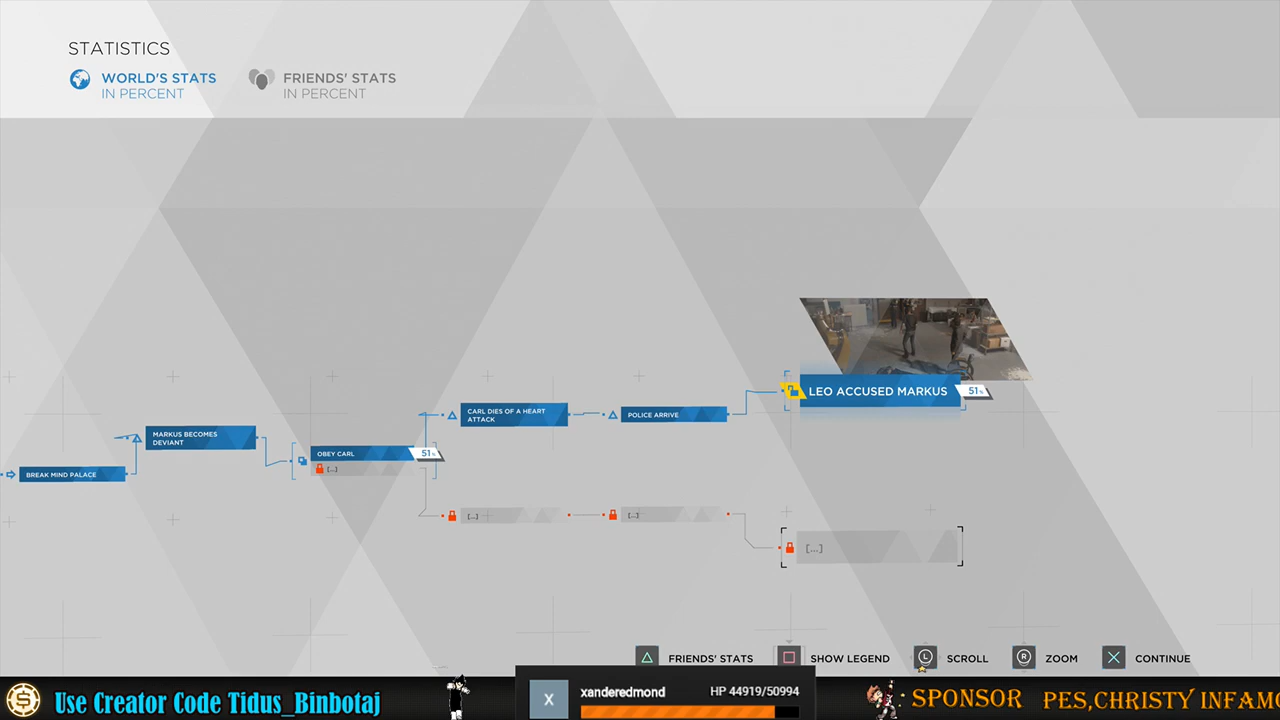 STATISTICS
WORLD'S STATS
IN PERCENT
FRIENDS' STATS
IN PERCENT
LEO ACCUSED MARKUS
51%
CARL DIES OF A HEART
ATTACK
POLICE ARRIVE
MARKUS BECOMES
DEVIANT
OBEY CARL
51%
[...]
BREAK MIND PALACE
[...]
[...]
[...]
FRIENDS' STATS
SHOW LEGEND
L
SCROLL
R
ZOOM
CONTINUE
Use Creator Code Tidus_Binbotaj
X
xanderedmond
HP 44919/50994
SPONSOR
PES,CHRISTY INFAMO